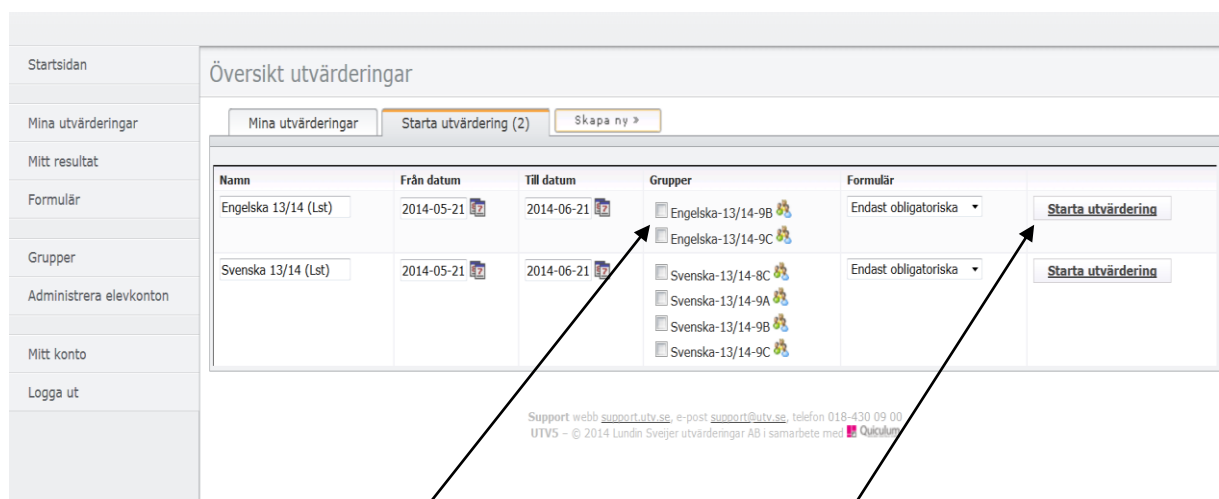 Startsidan
Mina utvärderingar
Mitt resultat
Formulär
Grupper
Administrera elevkonton
Mitt konto
Logga ut
Översikt utvärderingar
Mina utvärderingar
Starta utvärdering (2)
Skapa ny »
Namn Från datum Till datum Grupper Formulär
Engelska 13/14 (Lst) 2014-05-21 2014-06-21 Engelska-13/14-9B Endast obligatoriska Starta utvärdering
Engelska-13/14-9C
Svenska 13/14 (Lst) 2014-05-21 2014-06-21 Svenska-13/14-8C Endast obligatoriska Starta utvärdering
Svenska-13/14-9A
Svenska-13/14-9B
Svenska-13/14-9C
Support webb support.utv.se, e-post support@utv.se, telefon 018-430 09 00
UTV5 – © 2014 Lundin Sveijer utvärderingar AB i samarbete med Quiculum